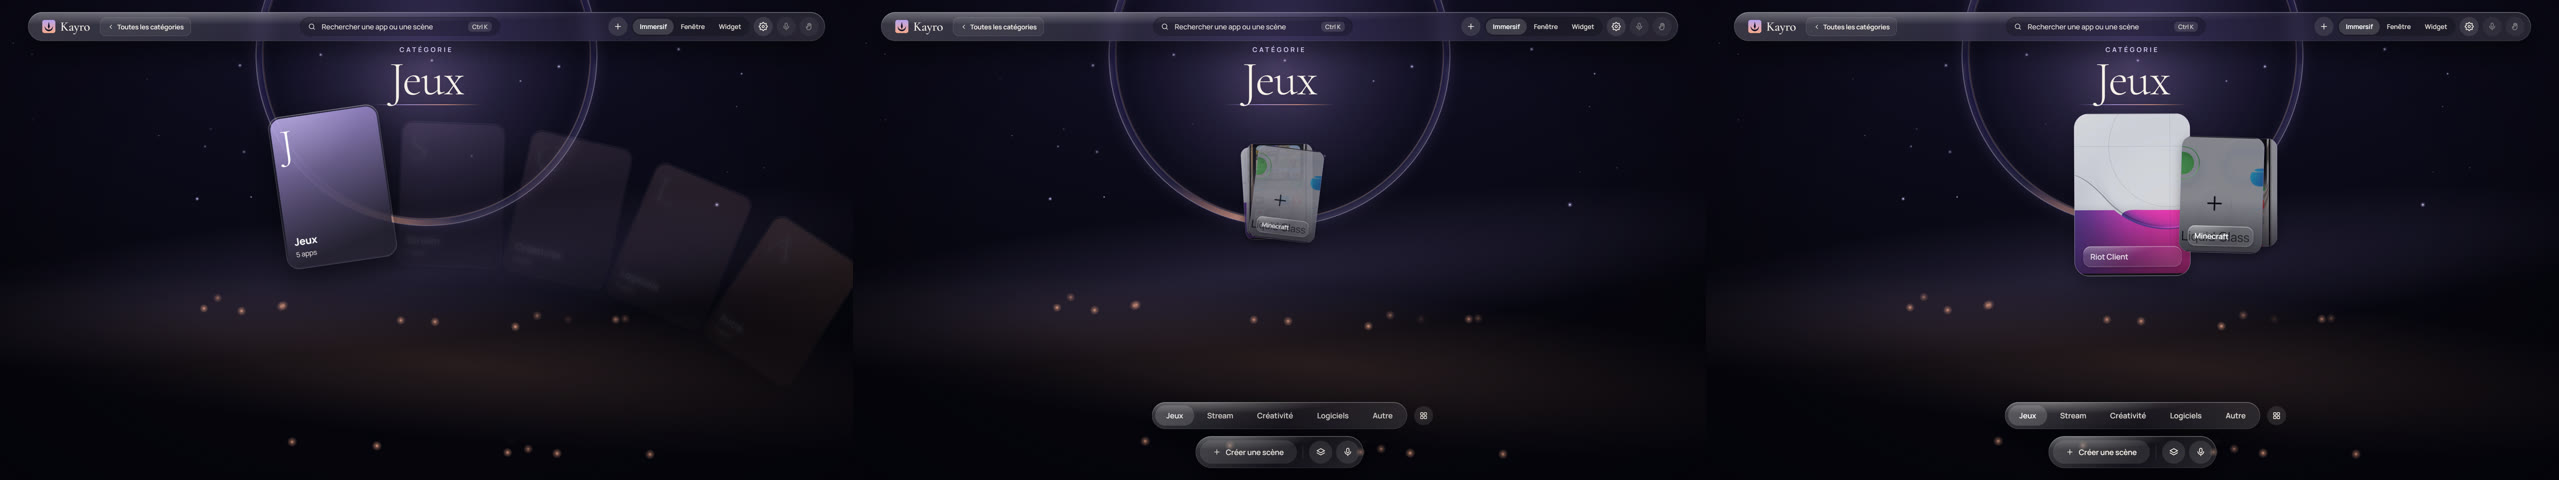 Kayro
Toutes les catégories
Rechercher une app ou une scène
Ctrl K
Immersif
Fenêtre
Widget
CATÉGORIE
Jeux
J
Jeux
5 apps
S
Kayro
Toutes les catégories
Rechercher une app ou une scène
Ctrl K
Immersif
Fenêtre
Widget
CATÉGORIE
Jeux
Minecraft
Jeux
Stream
Créativité
Logiciels
Autre
Créer une scène
Kayro
Toutes les catégories
Rechercher une app ou une scène
Ctrl K
Immersif
Fenêtre
Widget
CATÉGORIE
Jeux
Riot Client
Minecraft
Jeux
Stream
Créativité
Logiciels
Autre
Créer une scène